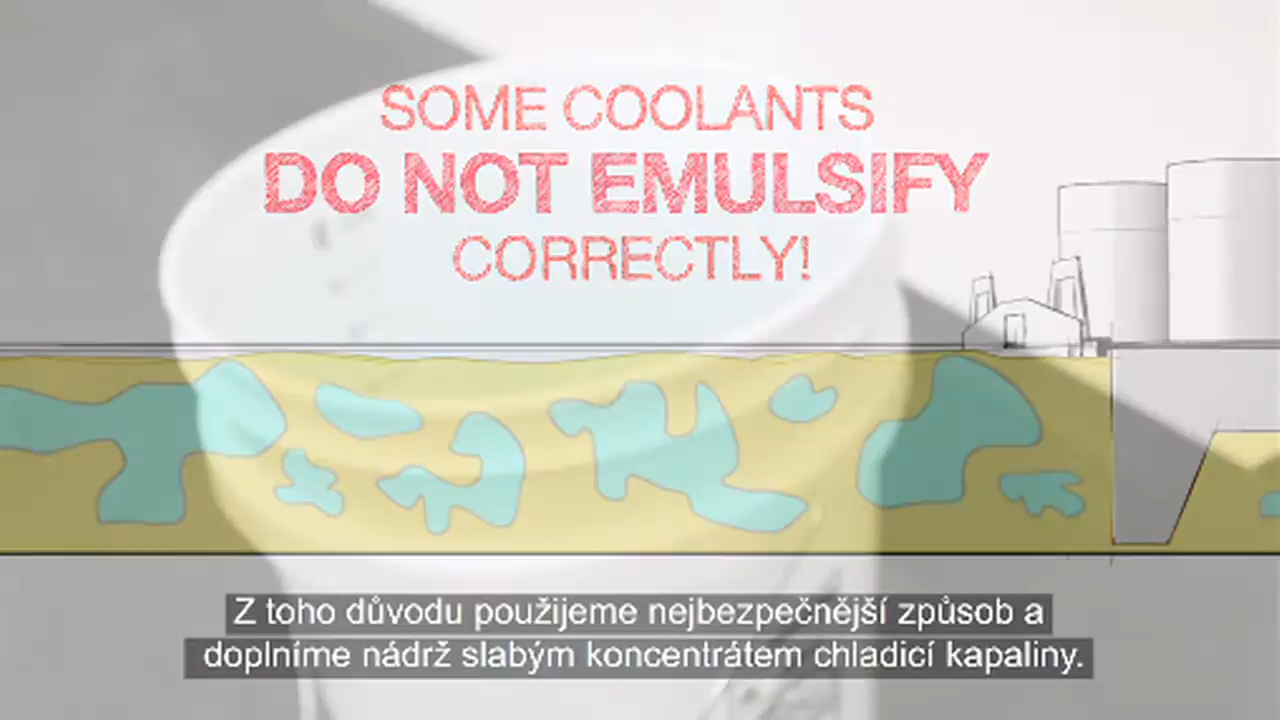 SOME COOLANTS
DO NOT EMULSIFY
CORRECTLY!
Z toho důvodu použijeme nejbezpečnější způsob a
doplníme nádrž slabým koncentrátem chladicí kapaliny.